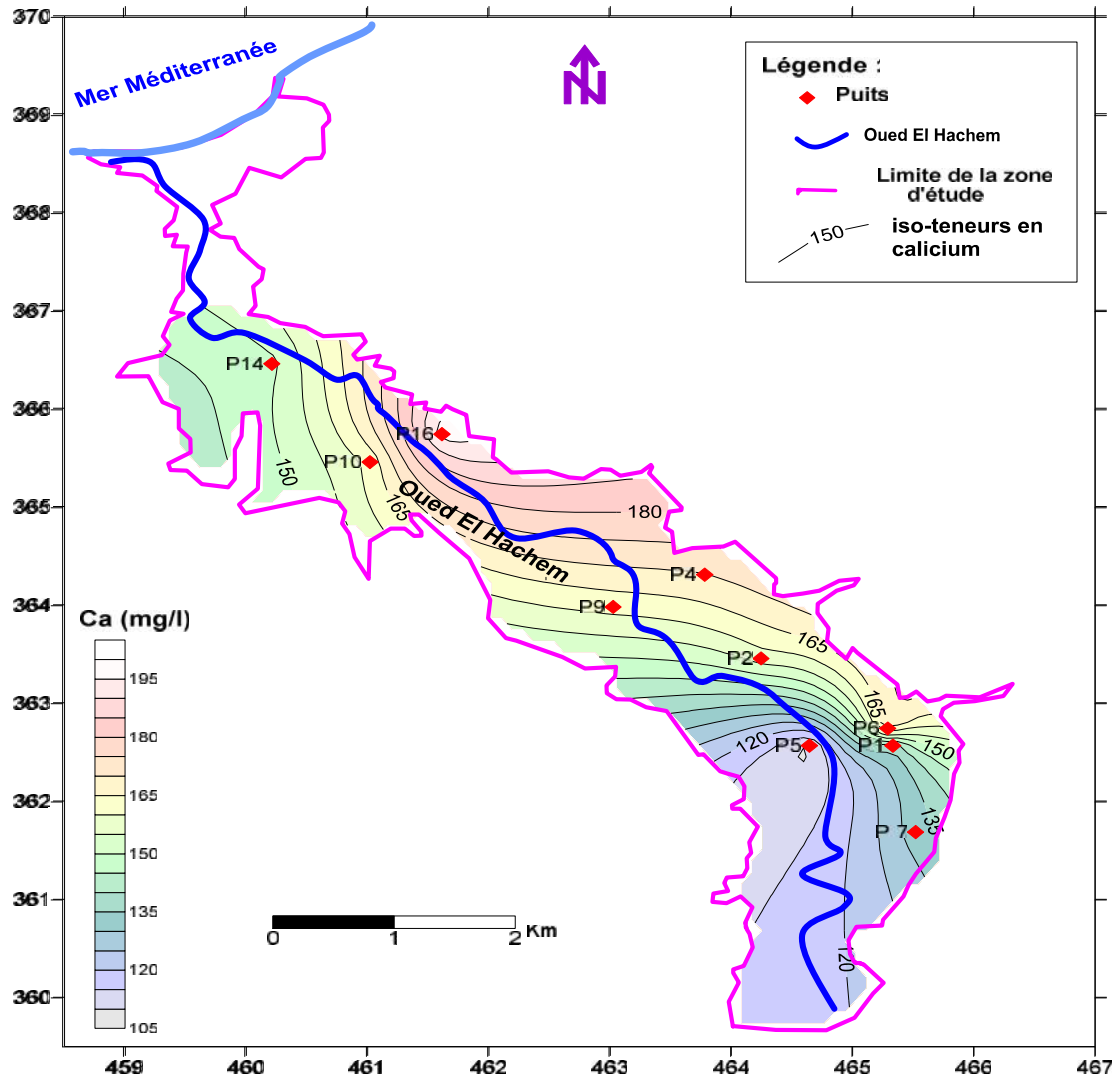 370
369
368
367
366
365
364
363
362
361
360
Mer Méditerranée
N
Légende :
Puits
Oued El Hachem
Limite de la zone
d'étude
150
iso-teneurs en
calicium
P14
P16
P10
150
165
Oued El Hachem
180
P4
P9
165
P2
165
P6
P1
150
120
P5
135
P 7
120
Ca (mg/l)
195
180
165
150
135
120
105
0
1
2
Km
459
460
461
462
463
464
465
466
467